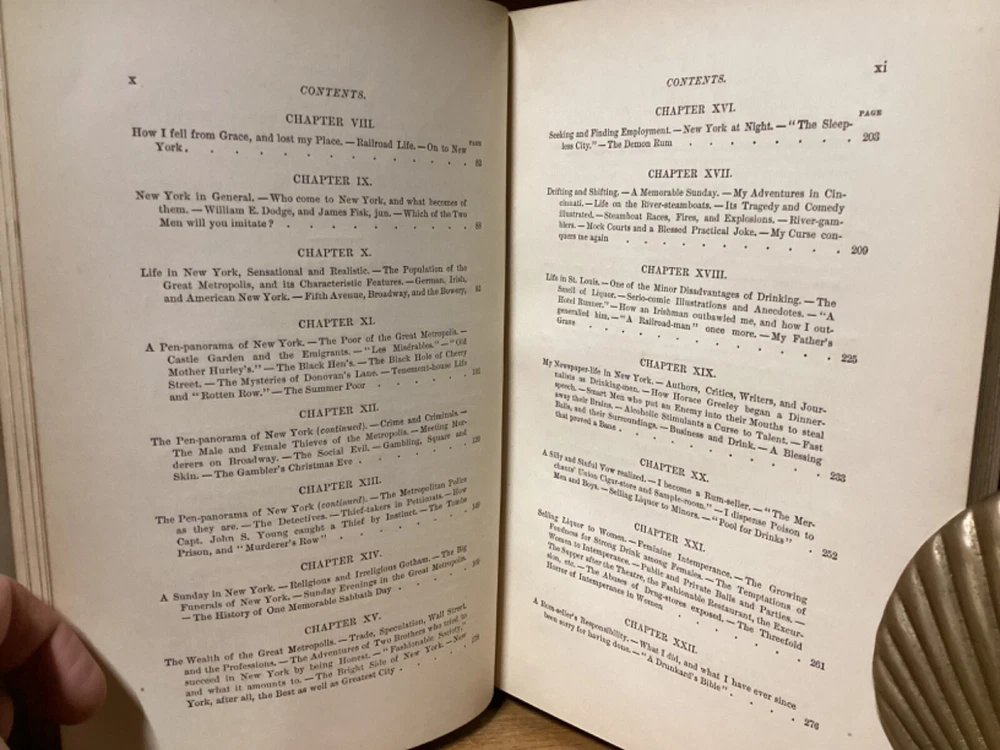 x
CONTENTS.
CHAPTER VIII.
PAGE
How I fell from Grace, and lost my Place. — Railroad Life. — On to New
York . . . . . . . . . . . . .
CHAPTER IX.
New York in General. — Who come to New York, and what becomes of
them. — William E. Dodge, and James Fisk, jun. — Which of the Two
Men will you imitate? . . . . . . . .
CHAPTER X.
Life in New York, Sensational and Realistic. — The Population of the
Great Metropolis, and its Characteristic Features. — German, Irish,
and American New York. — Fifth Avenue, Broadway, and the Bowery,
CHAPTER XI.
A Pen-panorama of New York. — The Poor of the Great Metropolis. —
Castle Garden and the Emigrants. — "Les Misérables." — "Old
Mother Hurley's." — The Black Hen's. — The Black Hole of Cherry
Street. — The Mysteries of Donovan's Lane. — Tenement-house Life
and "Rotten Row." — The Summer Poor . . . .
CHAPTER XII.
The Pen-panorama of New York (continued). — Crime and Criminals. —
The Male and Female Thieves of the Metropolis. — Meeting Mur-
derers on Broadway. — The Social Evil. — Gambling, Square and
Skin. — The Gambler's Christmas Eve . . . .
CHAPTER XIII.
The Pen-panorama of New York (continued). — The Metropolitan Police
as they are. — The Detectives. — Thief-takers in Petticoats. — How
Capt. John S. Young caught a Thief by Instinct. — The Tombs
Prison, and "Murderer's Row" . . . .
CHAPTER XIV.
A Sunday in New York. — Religious and Irreligious Gotham. — The Big
Funerals of New York. — Sunday Evenings in the Great Metropolis.
— The History of One Memorable Sabbath Day . . . .
CHAPTER XV.
The Wealth of the Great Metropolis. — Trade, Speculation, Wall Street,
and the Professions. — The Adventures of Two Brothers who tried to
succeed in New York by being Honest. — "Fashionable Society,"
and what it amounts to. — The Bright Side of New York. — New
York, after all, the Best as well as Greatest City . . . .
xi
CONTENTS.
CHAPTER XVI.
PAGE
Seeking and Finding Employment. — New York at Night. — "The Sleep-
less City." — The Demon Rum . . . . . . . 203
CHAPTER XVII.
Drifting and Shifting. — A Memorable Sunday. — My Adventures in Cin-
cinnati. — Life on the River-steamboats. — Its Tragedy and Comedy
illustrated. — Steamboat Races, Fires, and Explosions. — River-gam-
blers. — Mock Courts and a Blessed Practical Joke. — My Curse con-
quers me again . . . . . . . . 209
CHAPTER XVIII.
Life in St. Louis. — One of the Minor Disadvantages of Drinking. — The
Smell of Liquor. — Serio-comic Illustrations and Anecdotes. — "A
Hotel Runner." — How an Irishman outbawled me, and how I out-
generalled him. — "A Railroad-man" once more. — My Father's
Grave . . . . . . . . . 225
CHAPTER XIX.
My Newspaper-life in New York. — Authors, Critics, Writers, and Jour-
nalists as Drinking-men. — How Horace Greeley began a Dinner-
speech. — Smart Men who put an Enemy into their Mouths to steal
away their Brains. — Alcoholic Stimulants a Curse to Talent. — Fast
Balls, and their Surroundings. — Business and Drink. — A Blessing
that proved a Bane . . . . . . . . 233
CHAPTER XX.
A Silly and Sinful Vow realized. — I become a Rum-seller. — "The Mer-
chants' Union Cigar-store and Sample-room." — I dispense Poison to
Men and Boys. — Selling Liquor to Minors. — "Pool for Drinks" . 252
CHAPTER XXI.
Selling Liquor to Women. — Feminine Intemperance. — The Growing
Fondness for Strong Drink among Females. — The Temptations of
Women to Intemperance. — Public and Private Balls and Parties. —
The Supper after the Theatre, the Fashionable Restaurant, the Excur-
sion, etc. — The Abuses of Drug-stores exposed. — The Threefold
Horror of Intemperance in Women . . . . . . 261
CHAPTER XXII.
A Rum-seller's Responsibility. — What I did, and what I have ever since
been sorry for having done. — "A Drunkard's Bible" . . . . 276